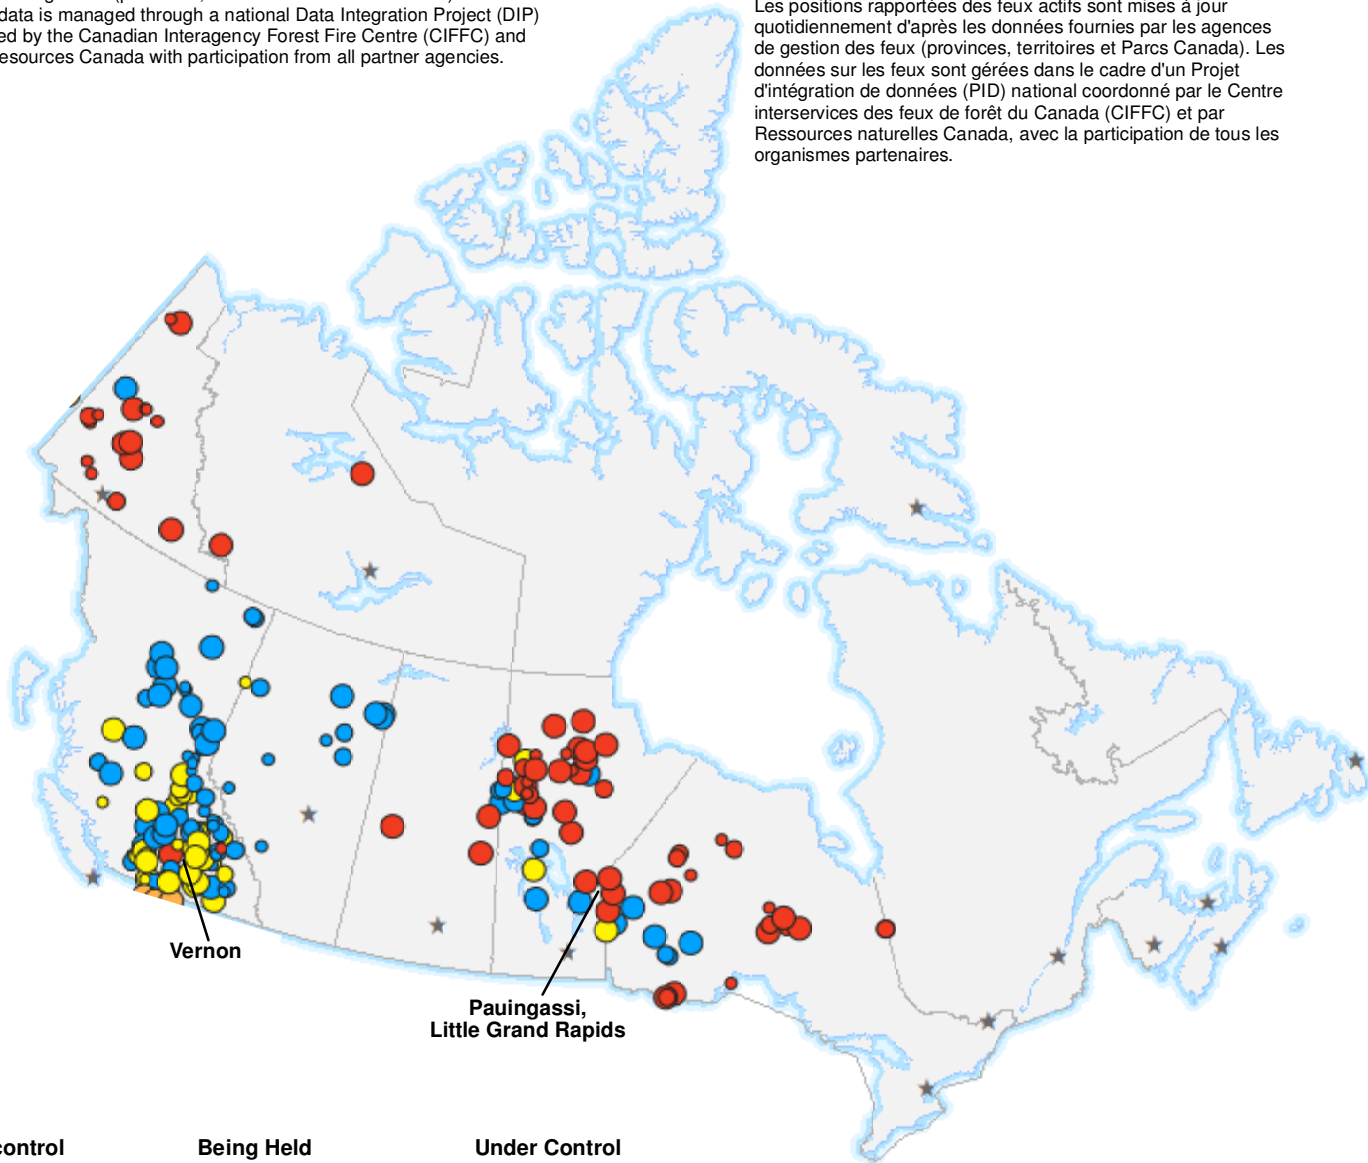 data is managed through a national Data Integration Project (DIP)
ed by the Canadian Interagency Forest Fire Centre (CIFFC) and
esources Canada with participation from all partner agencies.
Les positions rapportées des feux actifs sont mises à jour
quotidiennement d'après les données fournies par les agences
de gestion des feux (provinces, territoires et Parcs Canada). Les
données sur les feux sont gérées dans le cadre d'un Projet
d'intégration de données (PID) national coordonné par le Centre
interservices des feux de forêt du Canada (CIFFC) et par
Ressources naturelles Canada, avec la participation de tous les
organismes partenaires.
Vernon
Pauingassi,
Little Grand Rapids
control
Being Held
Under Control